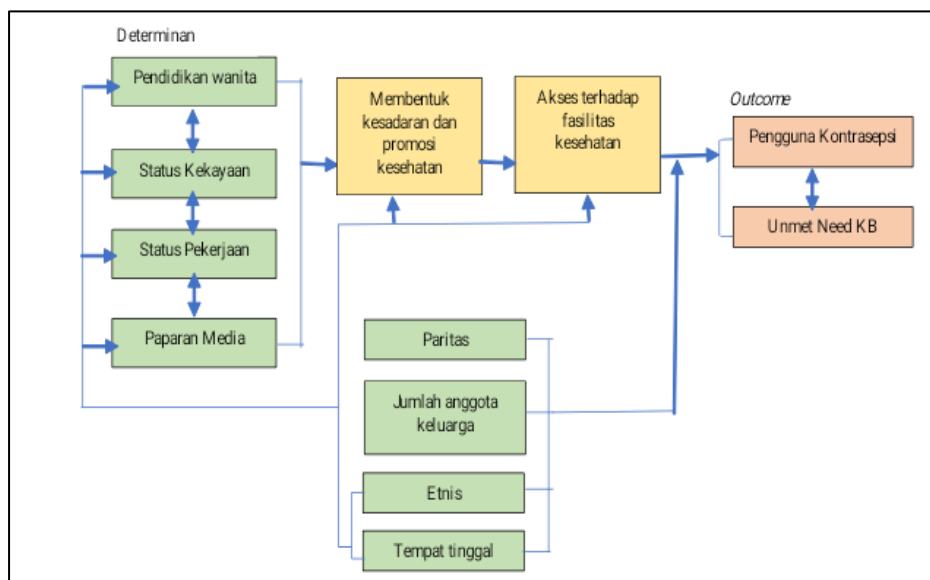 Determinan
Pendidikan wanita
Status Kekayaan
Status Pekerjaan
Paparan Media
Membentuk
kesadaran dan
promosi
kesehatan
Akses terhadap
fasilitas
kesehatan
Outcome
Pengguna Kontrasepsi
Unmet Need KB
Paritas
Jumlah anggota
keluarga
Etnis
Tempat tinggal